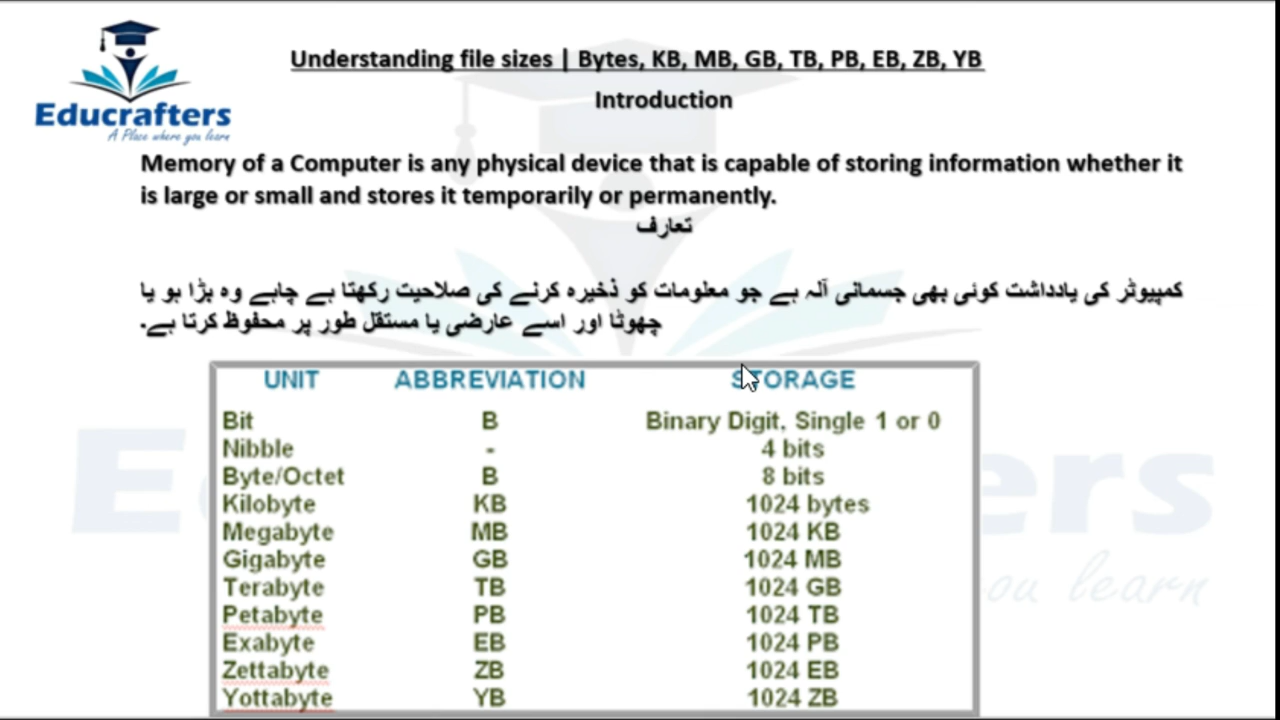 Educrafters
A Place where you learn
Understanding file sizes | Bytes, KB, MB, GB, TB, PB, EB, ZB, YB
Introduction
Memory of a Computer is any physical device that is capable of storing information whether it
is large or small and stores it temporarily or permanently.
تعارف
کمپیوٹر کی یادداشت کوئی بھی جسمانی آلہ ہے جو معلومات کو ذخیرہ کرنے کی صلاحیت رکھتا ہے چاہے وہ بڑا ہو یا
چھوٹا اور اسے عارضی یا مستقل طور پر محفوظ کرتا ہے۔
UNIT ABBREVIATION STORAGE
Bit B Binary Digit, Single 1 or 0
Nibble - 4 bits
Byte/Octet B 8 bits
Kilobyte KB 1024 bytes
Megabyte MB 1024 KB
Gigabyte GB 1024 MB
Terabyte TB 1024 GB
Petabyte PB 1024 TB
Exabyte EB 1024 PB
Zettabyte ZB 1024 EB
Yottabyte YB 1024 ZB